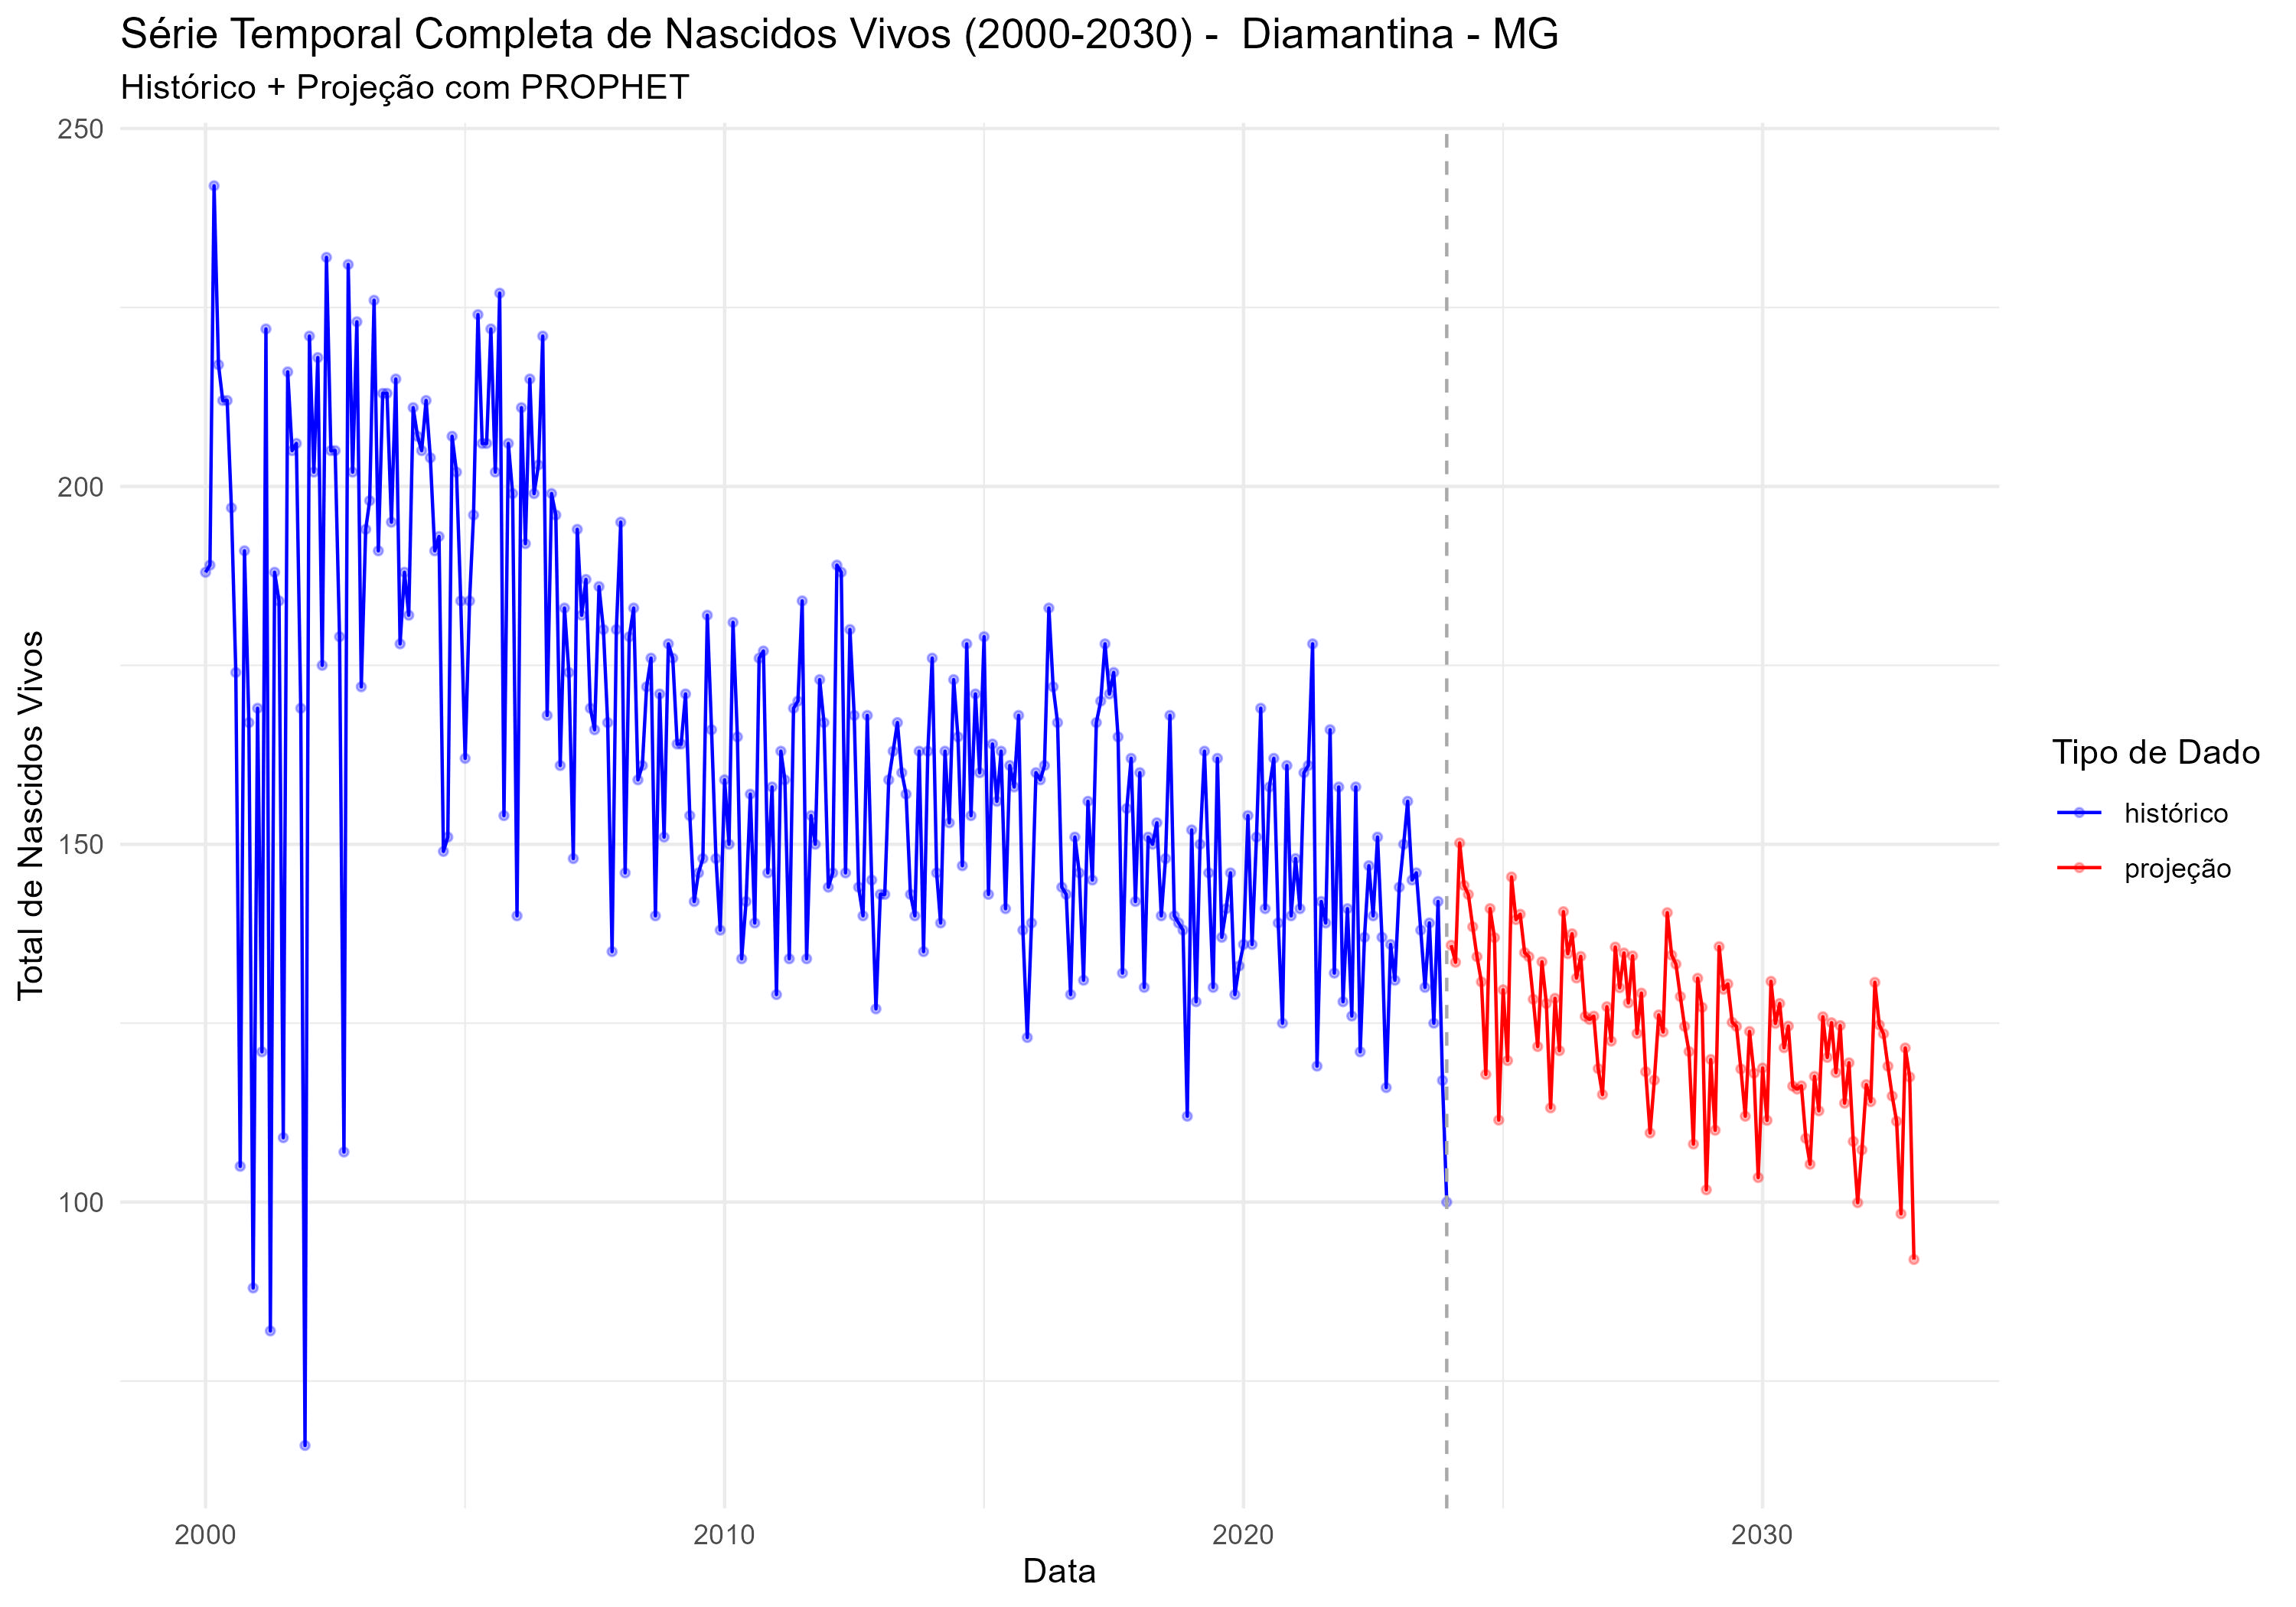 Série Temporal Completa de Nascidos Vivos (2000-2030) -  Diamantina - MG
Histórico + Projeção com PROPHET
250
200
150
100
Total de Nascidos Vivos
2000
2010
2020
2030
Data
Tipo de Dado
histórico
projeção